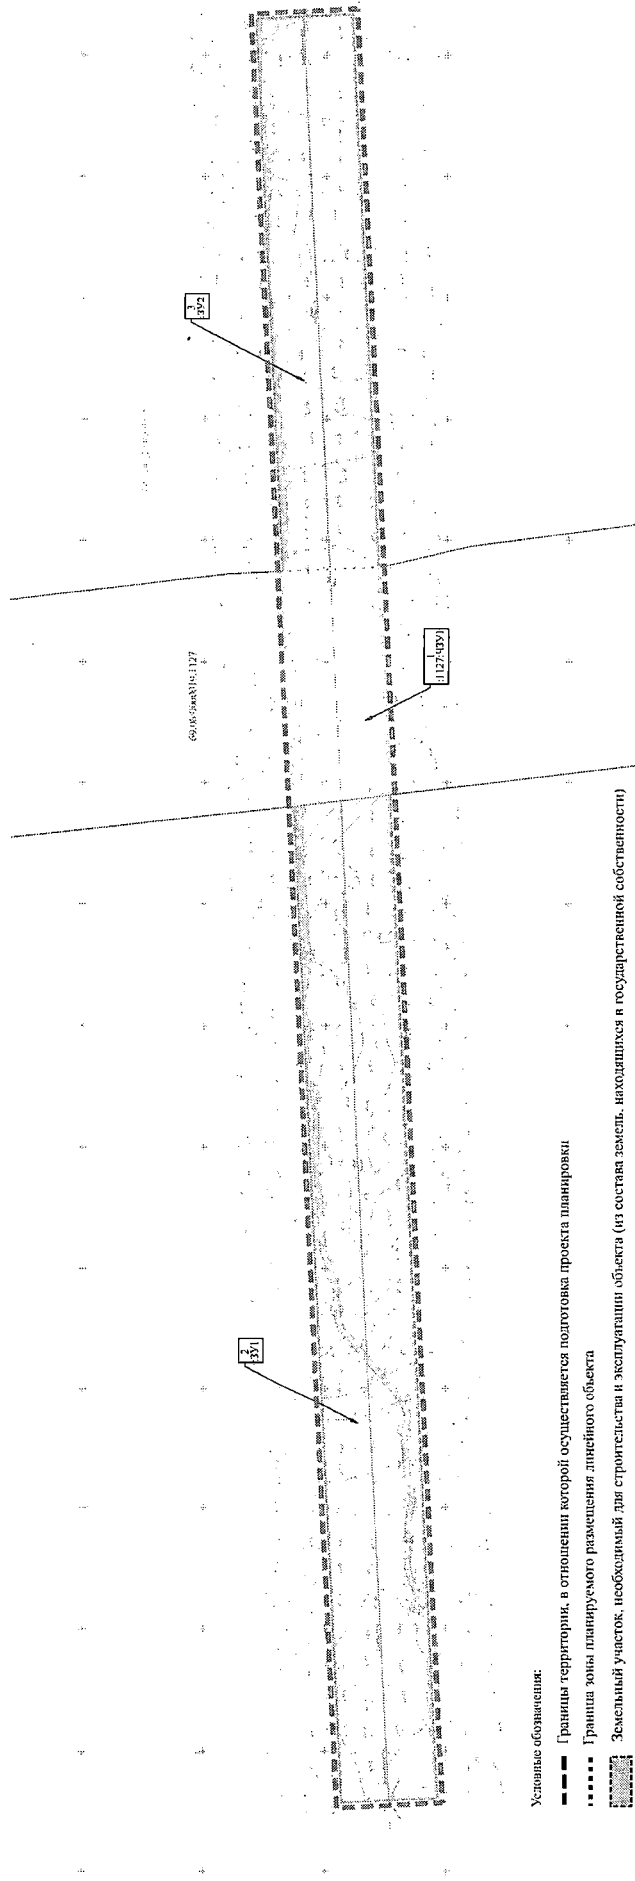 3
:ЗУ2
1
:1127:ЧЗУ1
2
:ЗУ1
Условные обозначения:
Границы территории, в отношении которой осуществляется подготовка проекта планировки
Граница зоны планируемого размещения линейного объекта
Земельный участок, необходимый для строительства и эксплуатации объекта (из состава земель, находящихся в государственной собственности)